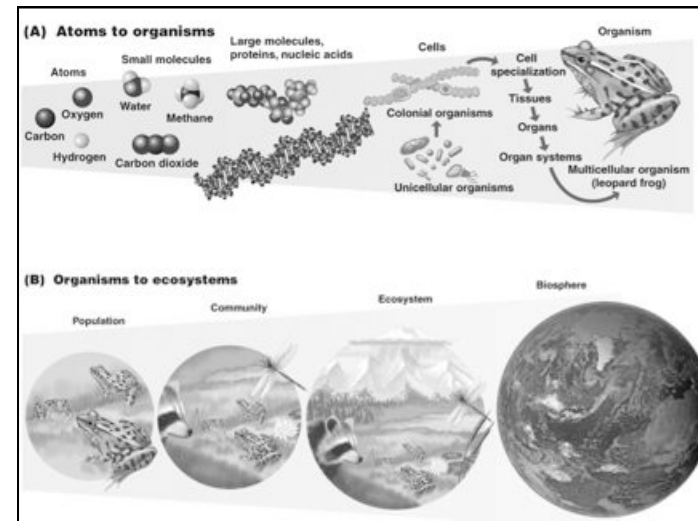 (A) Atoms to organisms
Atoms
Oxygen
Carbon
Hydrogen
Small molecules
Water
Methane
Carbon dioxide
Large molecules,
proteins, nucleic acids
Cells
Colonial organisms
Unicellular organisms
Cell
specialization
Tissues
Organs
Organ systems
Organism
Multicellular organism
(leopard frog)
(B) Organisms to ecosystems
Population
Community
Ecosystem
Biosphere